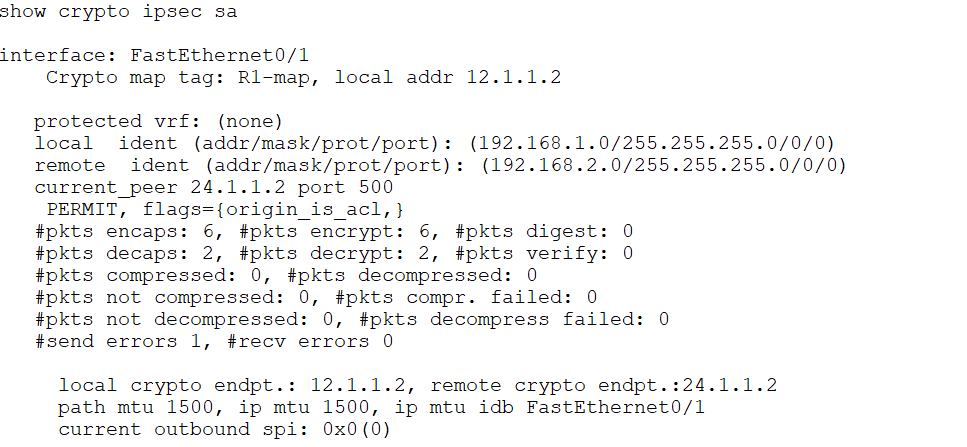 show crypto ipsec sa
interface: FastEthernet0/1
Crypto map tag: R1-map, local addr 12.1.1.2
protected vrf: (none)
local  ident (addr/mask/prot/port): (192.168.1.0/255.255.255.0/0/0)
remote  ident (addr/mask/prot/port): (192.168.2.0/255.255.255.0/0/0)
current_peer 24.1.1.2 port 500
PERMIT, flags={origin_is_acl,}
#pkts encaps: 6, #pkts encrypt: 6, #pkts digest: 0
#pkts decaps: 2, #pkts decrypt: 2, #pkts verify: 0
#pkts compressed: 0, #pkts decompressed: 0
#pkts not compressed: 0, #pkts compr. failed: 0
#pkts not decompressed: 0, #pkts decompress failed: 0
#send errors 1, #recv errors 0
local crypto endpt.: 12.1.1.2, remote crypto endpt.:24.1.1.2
path mtu 1500, ip mtu 1500, ip mtu idb FastEthernet0/1
current outbound spi: 0x0(0)